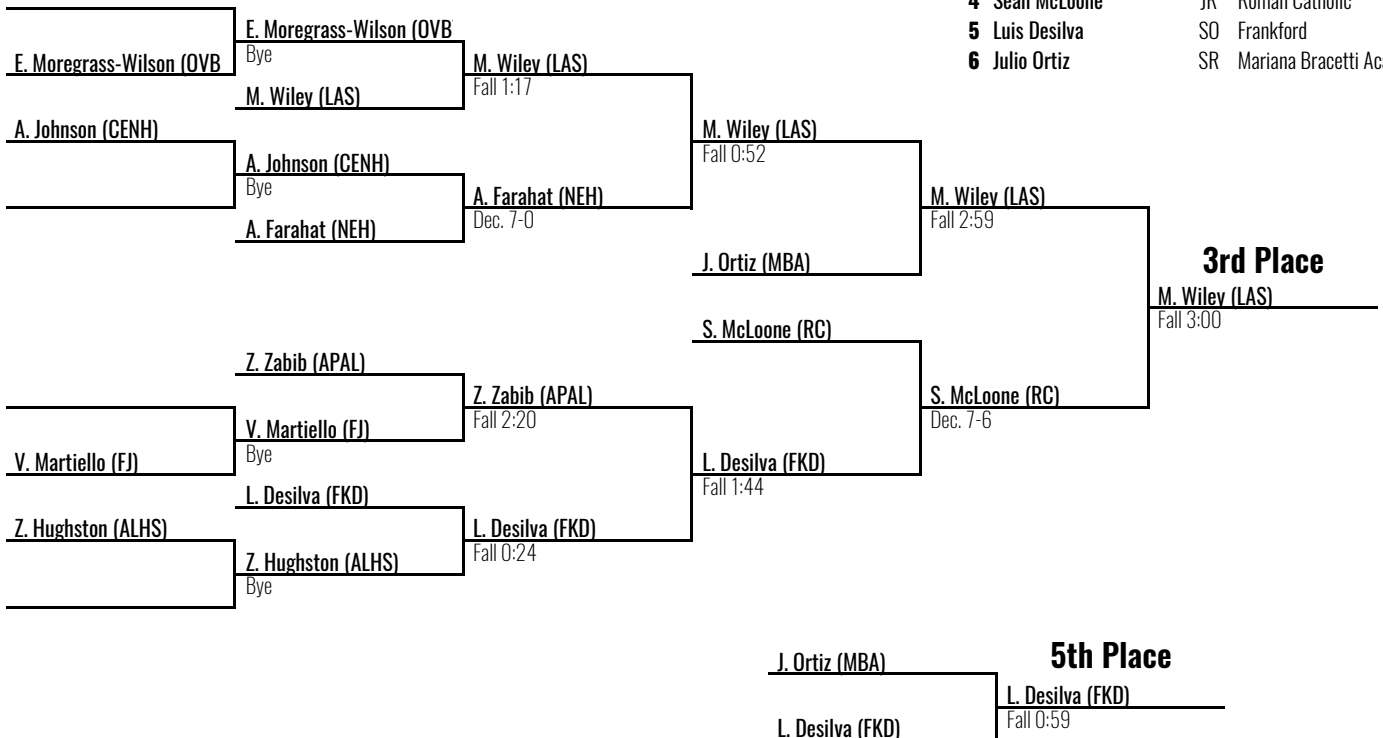 4 Sean McLoone JR Roman Catholic
5 Luis Desilva SO Frankford
6 Julio Ortiz SR Mariana Bracetti Ac
E. Moregrass-Wilson (OVB
Bye
E. Moregrass-Wilson (OVB
M. Wiley (LAS)
Fall 1:17
M. Wiley (LAS)
A. Johnson (CENH)
M. Wiley (LAS)
Fall 0:52
A. Johnson (CENH)
Bye
A. Farahat (NEH)
Dec. 7-0
M. Wiley (LAS)
Fall 2:59
A. Farahat (NEH)
J. Ortiz (MBA)
3rd Place
M. Wiley (LAS)
Fall 3:00
S. McLoone (RC)
Z. Zabib (APAL)
Z. Zabib (APAL)
Fall 2:20
S. McLoone (RC)
Dec. 7-6
V. Martiello (FJ)
Bye
V. Martiello (FJ)
L. Desilva (FKD)
Fall 1:44
L. Desilva (FKD)
Z. Hughston (ALHS)
L. Desilva (FKD)
Fall 0:24
Z. Hughston (ALHS)
Bye
J. Ortiz (MBA)
5th Place
L. Desilva (FKD)
Fall 0:59
L. Desilva (FKD)